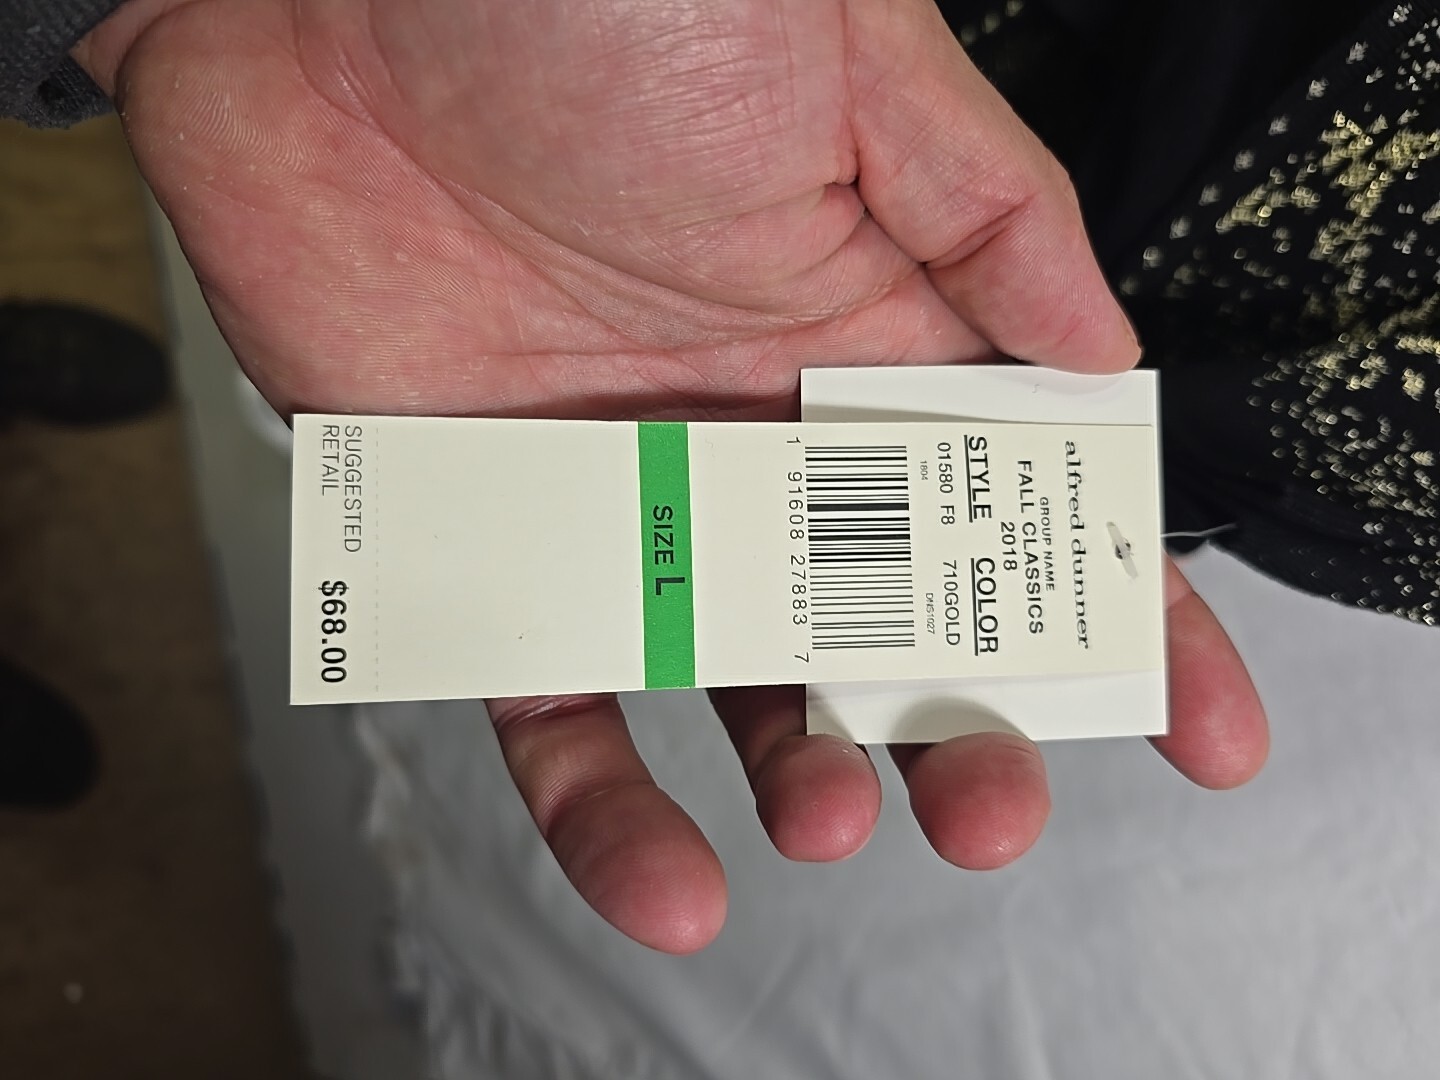 alfred dunner
GROUP NAME
FALL CLASSICS
2018
STYLE COLOR
01580 F8 710GOLD
1804 DN51027
1 91608 27883 7
SIZE L
SUGGESTED
RETAIL $68.00